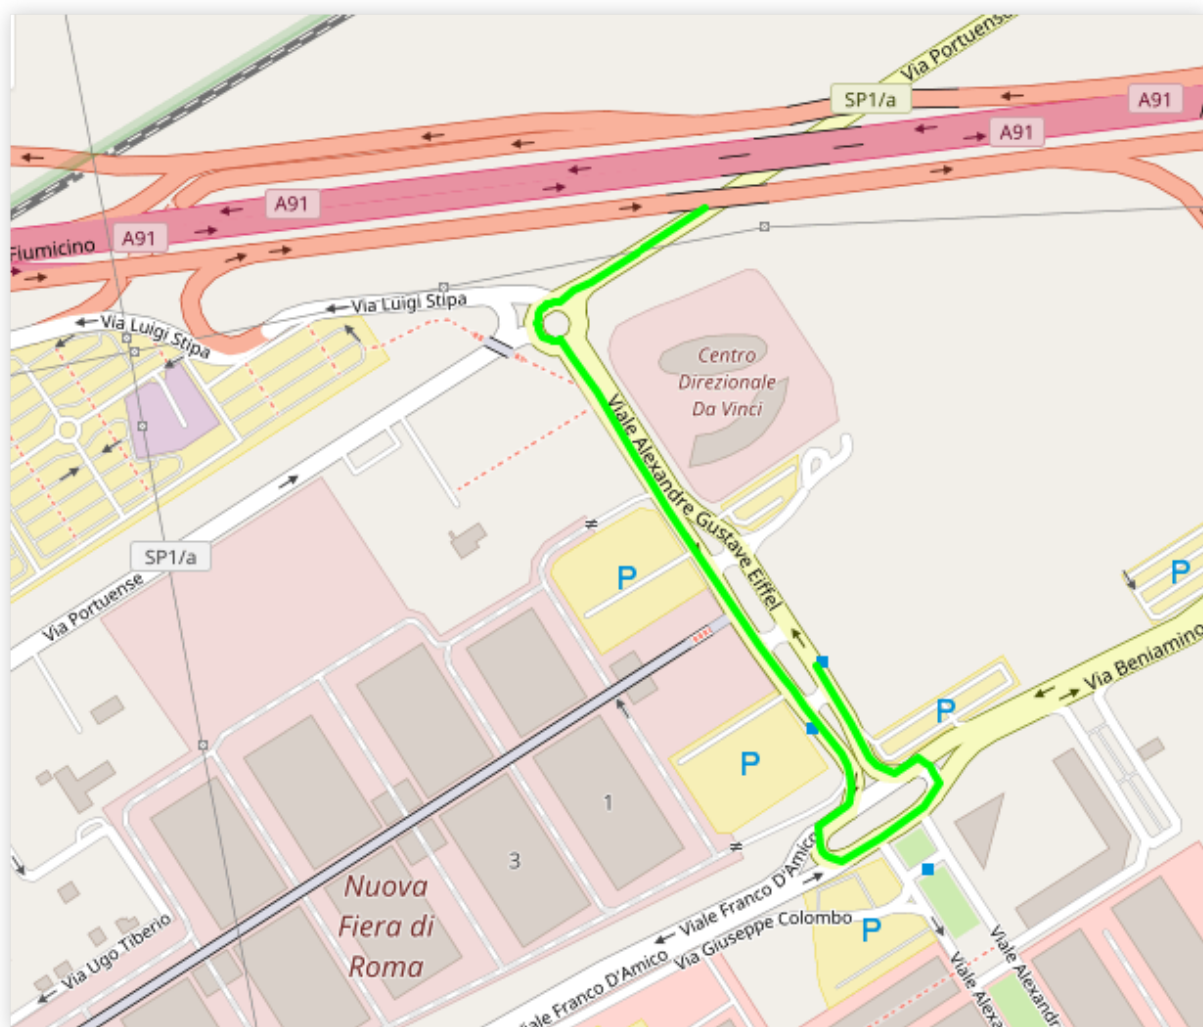 Via Portuense
SP1/a
A91
A91
A91
A91
Fiumicino
Via Luigi Stipa
Via Luigi Stipa
Centro
Direzionale
Da Vinci
Viale Alexandre Gustave Eiffel
SP1/a
Via Portuense
P
P
P
Via Beniamino
P
P
1
3
Nuova
Fiera di
Roma
Viale Franco D'Amico
Via Giuseppe Colombo
Via Ugo Tiberio
Viale Franco D'Amico
Viale Alexandr
Viale Alexa